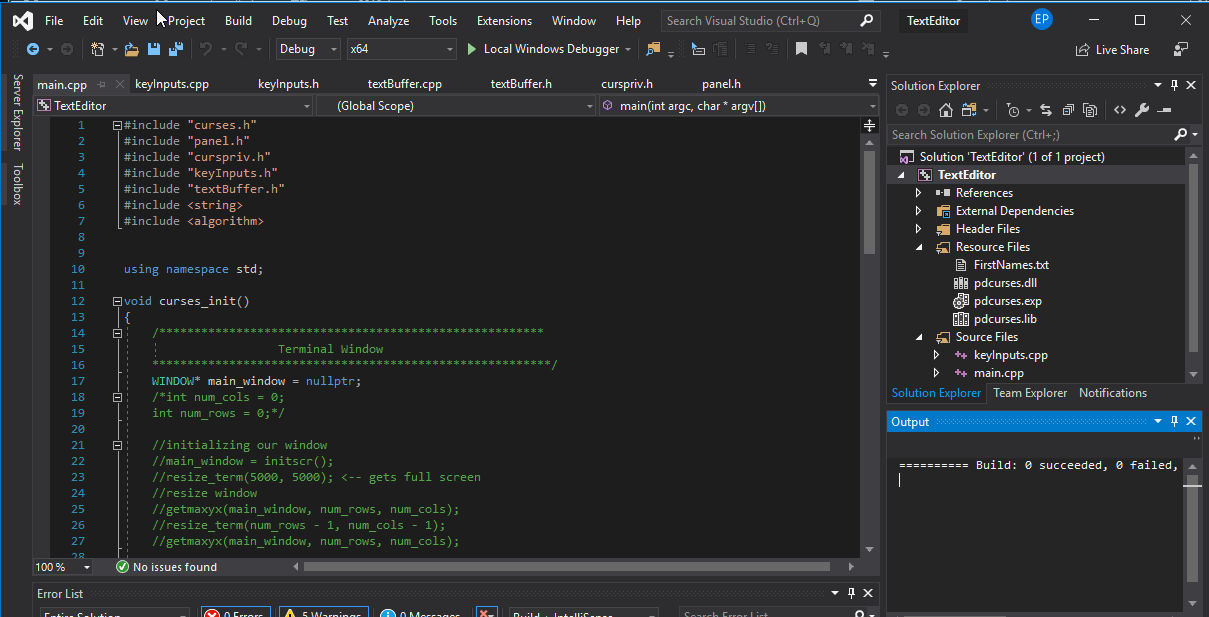 File Edit View Project Build Debug Test Analyze Tools Extensions Window Help Search Visual Studio (Ctrl+Q) TextEditor EP
Debug x64 Local Windows Debugger Live Share
Server Explorer
Toolbox
main.cpp keyInputs.cpp keyInputs.h textBuffer.cpp textBuffer.h curspriv.h panel.h
TextEditor (Global Scope) main(int argc, char * argv[])
1 #include "curses.h"
2 #include "panel.h"
3 #include "curspriv.h"
4 #include "keyInputs.h"
5 #include "textBuffer.h"
6 #include <string>
7 #include <algorithm>
8
9
10 using namespace std;
11
12 void curses_init()
13 {
14 /*******************************************************
15 Terminal Window
16 *********************************************************/
17 WINDOW* main_window = nullptr;
18 /*int num_cols = 0;
19 int num_rows = 0;*/
20
21 //initializing our window
22 //main_window = initscr();
23 //resize_term(5000, 5000); <-- gets full screen
24 //resize window
25 //getmaxyx(main_window, num_rows, num_cols);
26 //resize_term(num_rows - 1, num_cols - 1);
27 //getmaxyx(main_window, num_rows, num_cols);
28
100 % No issues found
Error List
Entire Solution 0 Errors 5 Warnings 0 Messages Build + IntelliSense Search Error List
Solution Explorer
Search Solution Explorer (Ctrl+;)
Solution 'TextEditor' (1 of 1 project)
TextEditor
References
External Dependencies
Header Files
Resource Files
FirstNames.txt
pdcurses.dll
pdcurses.exp
pdcurses.lib
Source Files
keyInputs.cpp
main.cpp
Solution Explorer Team Explorer Notifications
Output
========== Build: 0 succeeded, 0 failed,